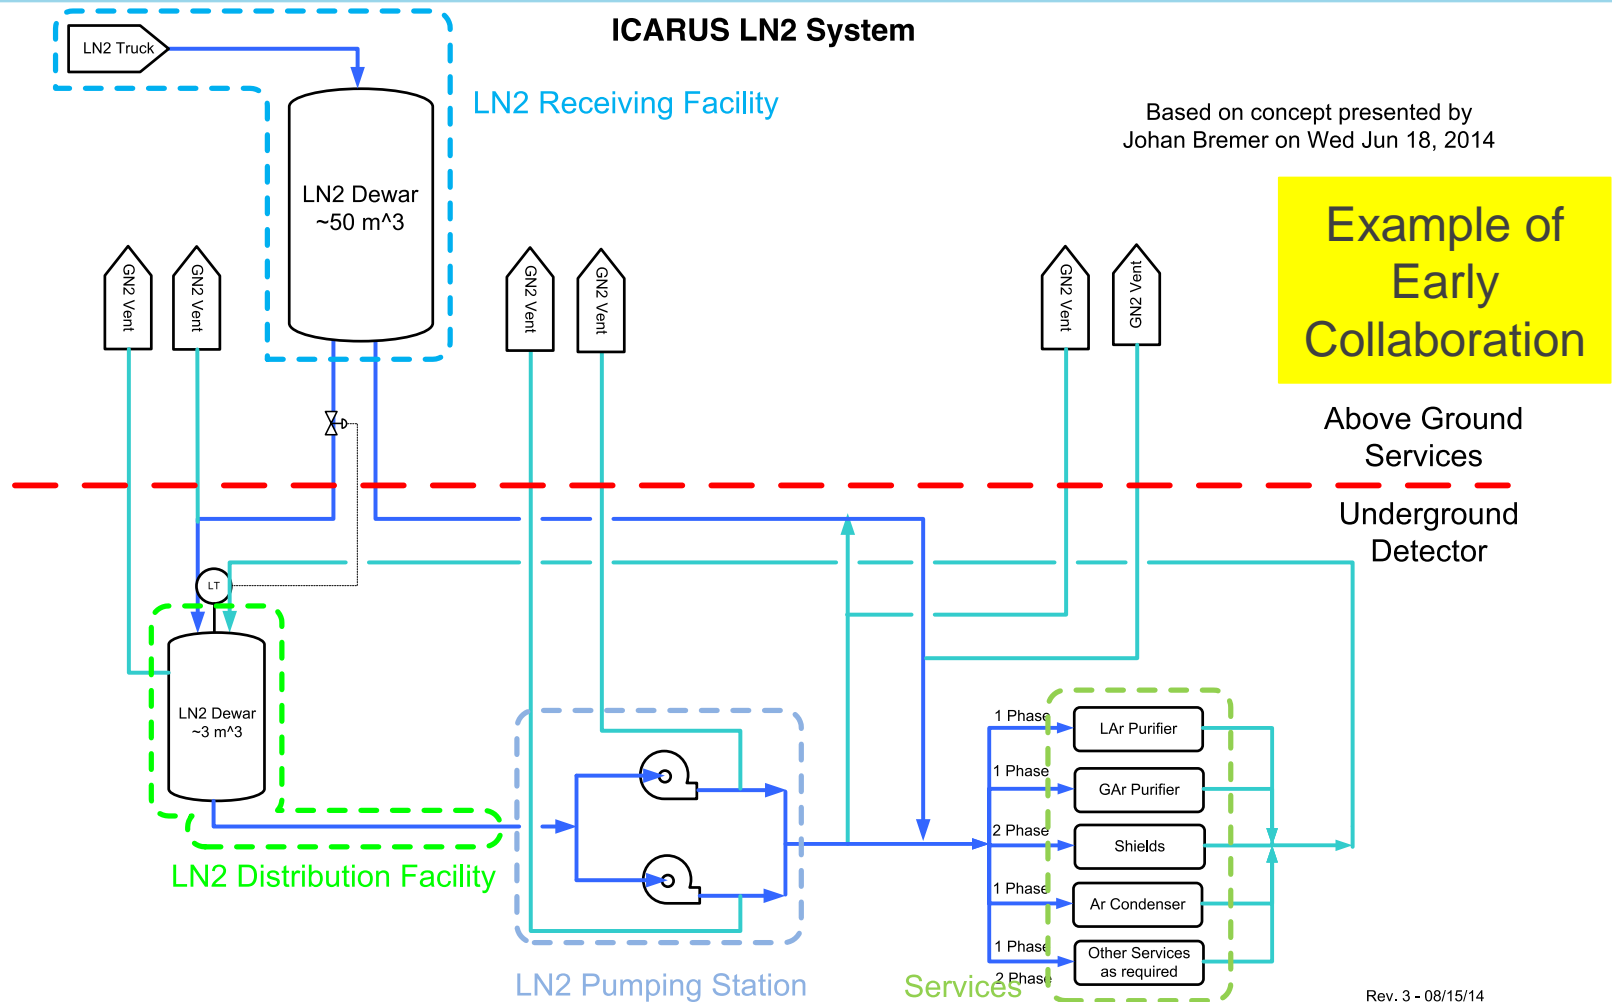 ICARUS LN2 System
LN2 Truck
LN2 Receiving Facility
Based on concept presented by
Johan Bremer on Wed Jun 18, 2014
LN2 Dewar
~50 m^3
Example of
Early
Collaboration
GN2 Vent
GN2 Vent
GN2 Vent
GN2 Vent
GN2 Vent
GN2 Vent
Above Ground
Services
Underground
Detector
LT
LN2 Dewar
~3 m^3
1 Phase
LAr Purifier
1 Phase
GAr Purifier
2 Phase
Shields
1 Phase
Ar Condenser
1 Phase
2 Phase
Other Services
as required
LN2 Distribution Facility
LN2 Pumping Station
Services
Rev. 3 - 08/15/14